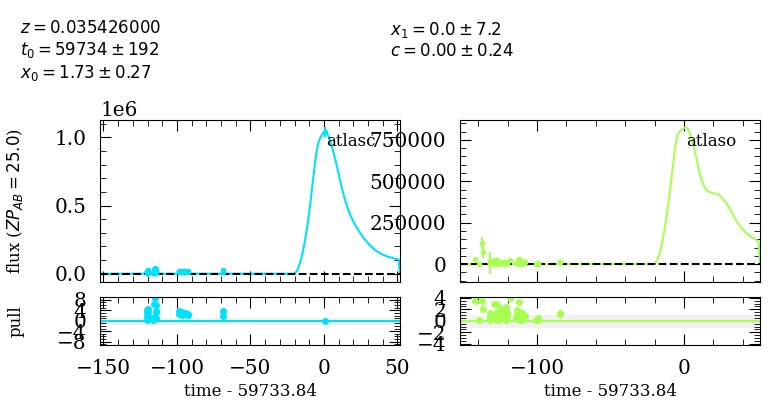 z = 0.035426000
t₀ = 59734 ± 192
x₀ = 1.73 ± 0.27
x₁ = 0.0 ± 7.2
c = 0.00 ± 0.24
1e6
flux (ZP_AB = 25.0)
1.0
0.5
0.0
atlasc
750000
500000
250000
0
atlaso
pull
8
4
0
−4
−8
−150
−100
−50
0
50
time - 59733.84
4
2
0
−2
−4
−100
0
time - 59733.84